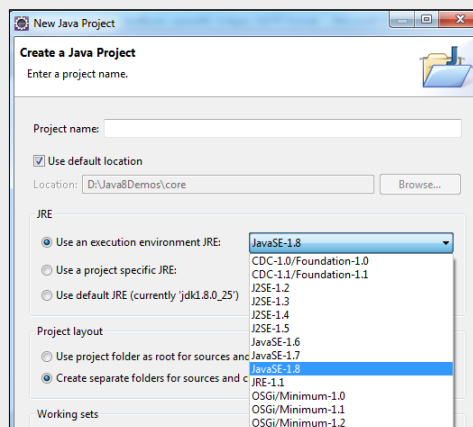 New Java Project
Create a Java Project
Enter a project name.
Project name:
Use default location
Location: D:\Java8Demos\core Browse...
JRE
Use an execution environment JRE: JavaSE-1.8
CDC-1.0/Foundation-1.0
CDC-1.1/Foundation-1.1
Use a project specific JRE:
J2SE-1.2
J2SE-1.3
Use default JRE (currently 'jdk1.8.0_25')
J2SE-1.4
J2SE-1.5
Project layout
JavaSE-1.6
Use project folder as root for sources and
JavaSE-1.7
JavaSE-1.8
Create separate folders for sources and c
JRE-1.1
OSGi/Minimum-1.0
Working sets
OSGi/Minimum-1.1
OSGi/Minimum-1.2